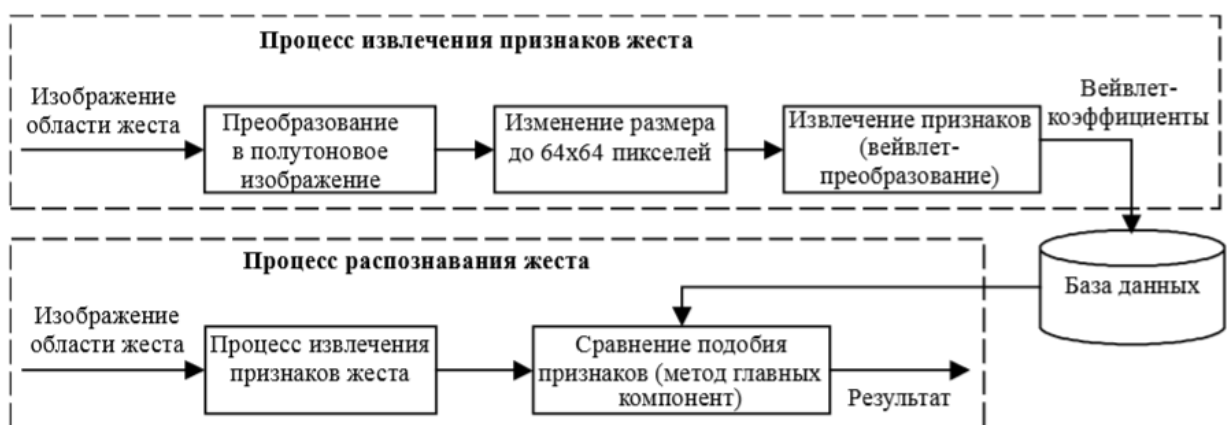 Процесс извлечения признаков жеста
Изображение
области жеста
Преобразование
в полутоновое
изображение
Изменение размера
до 64х64 пикселей
Извлечение признаков
(вейвлет-
преобразование)
Вейвлет-
коэффициенты
База данных
Процесс распознавания жеста
Изображение
области жеста
Процесс извлечения
признаков жеста
Сравнение подобия
признаков (метод главных
компонент)
Результат